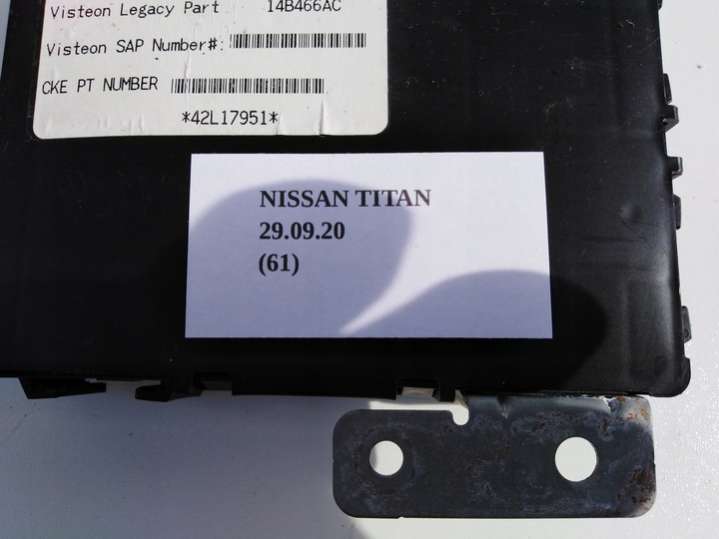 Visteon Legacy Part 14B466AC
Visteon SAP Number#:
CKE PT NUMBER
*42L17951*
NISSAN TITAN
29.09.20
(61)